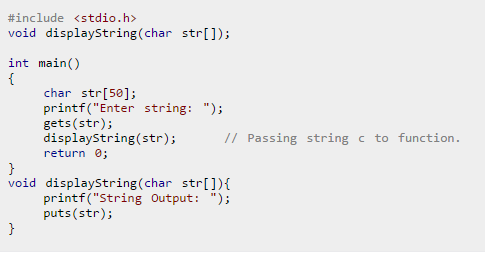 #include <stdio.h>
void displayString(char str[]);
int main()
{
char str[50];
printf("Enter string: ");
gets(str);
displayString(str);      // Passing string c to function.
return 0;
}
void displayString(char str[]){
printf("String Output: ");
puts(str);
}